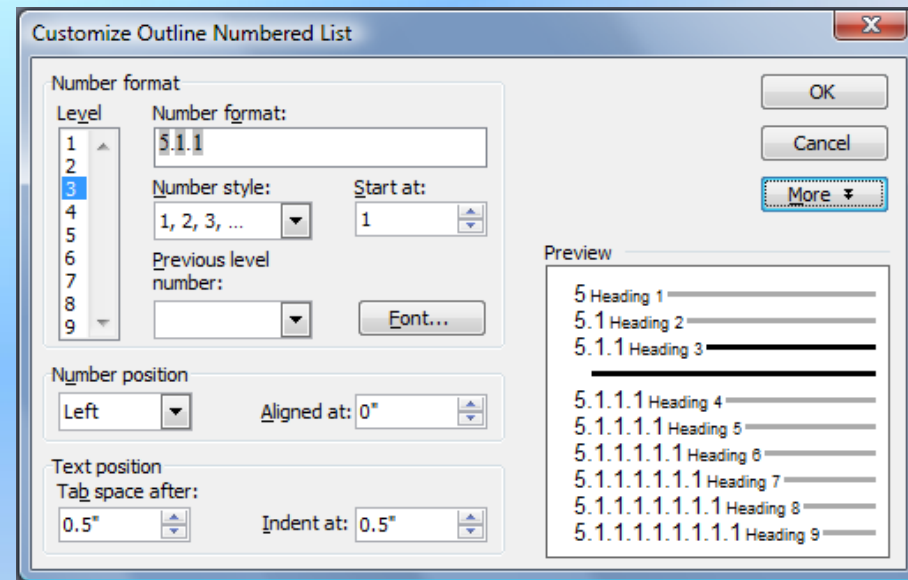 Customize Outline Numbered List
Number format
Level
1
2
3
4
5
6
7
8
9
Number format:
5.1.1
Number style:
1, 2, 3, ...
Start at:
1
Previous level
number:
Font...
Number position
Left
Aligned at: 0"
Text position
Tab space after:
0.5"
Indent at: 0.5"
OK
Cancel
More
Preview
5 Heading 1
5.1 Heading 2
5.1.1 Heading 3
5.1.1.1 Heading 4
5.1.1.1.1 Heading 5
5.1.1.1.1.1 Heading 6
5.1.1.1.1.1.1 Heading 7
5.1.1.1.1.1.1.1 Heading 8
5.1.1.1.1.1.1.1.1 Heading 9